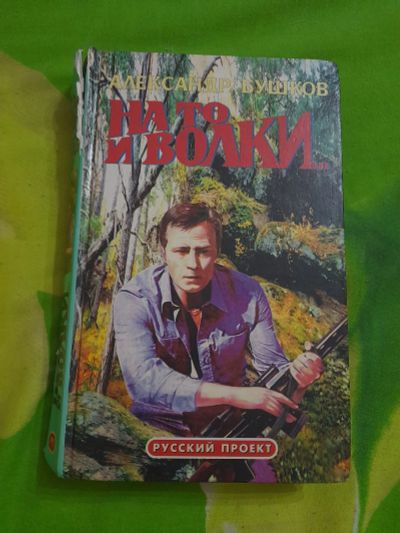 АЛЕКСАНДР БУШКОВ
НА ТО
И ВОЛКИ...
РУССКИЙ ПРОЕКТ